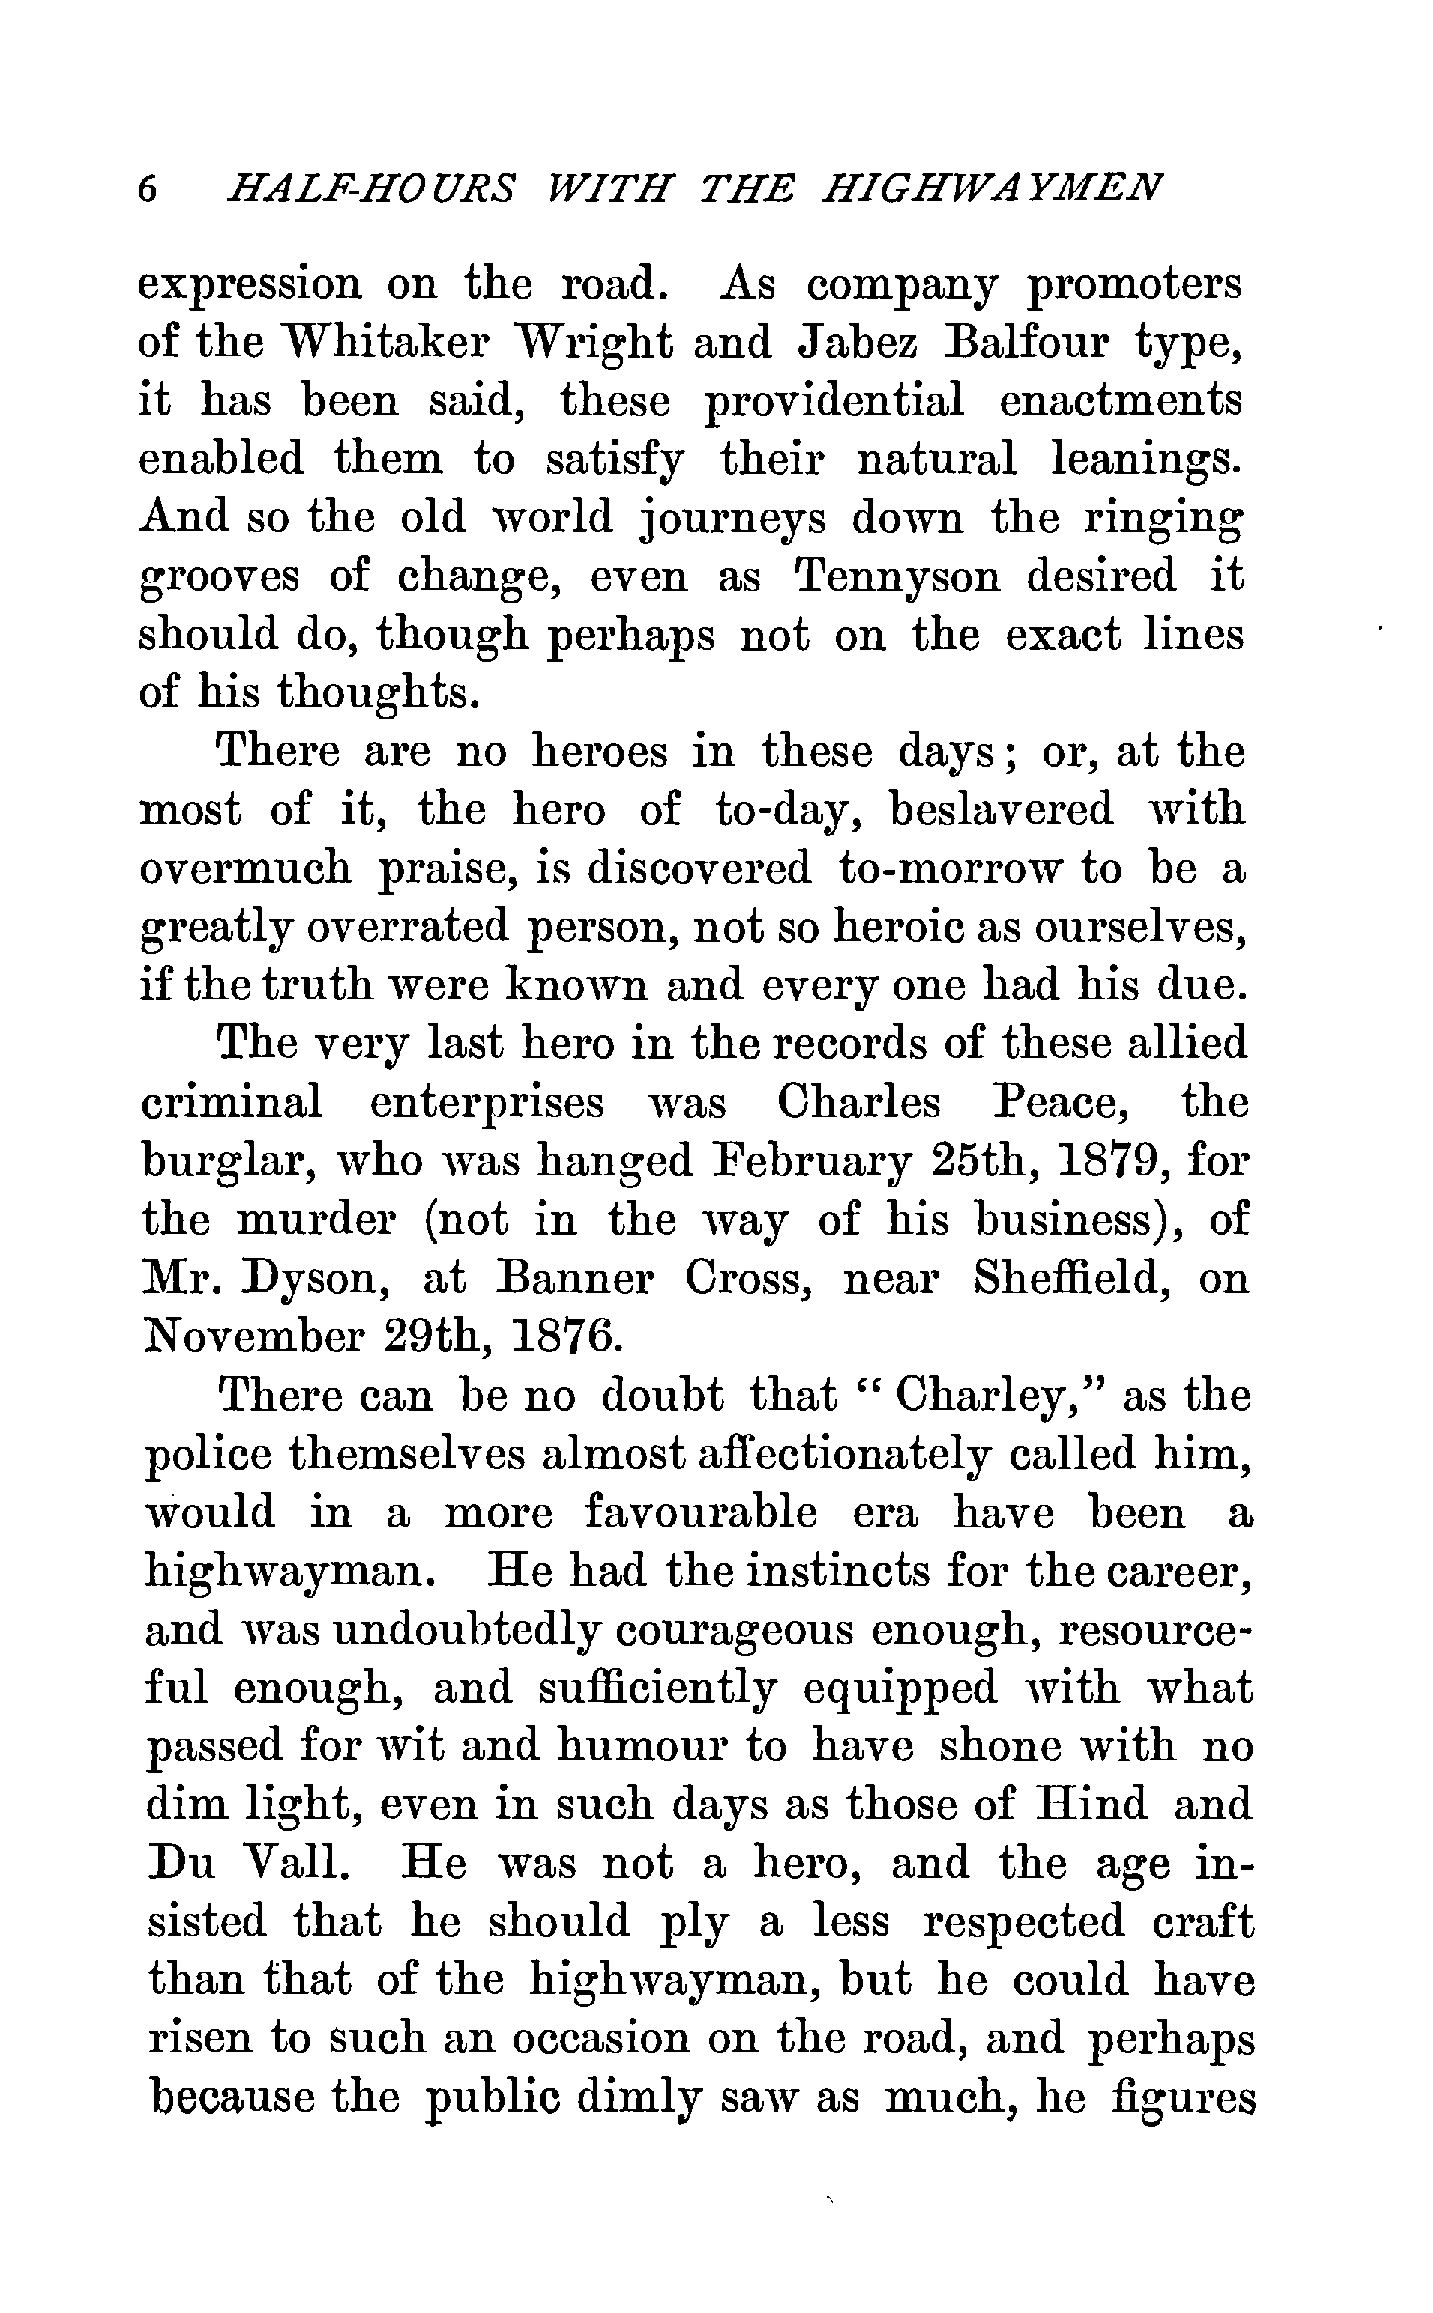 6 HALF-HOURS WITH THE HIGHWAYMEN
expression on the road. As company promoters
of the Whitaker Wright and Jabez Balfour type,
it has been said, these providential enactments
enabled them to satisfy their natural leanings.
And so the old world journeys down the ringing
grooves of change, even as Tennyson desired it
should do, though perhaps not on the exact lines
of his thoughts.
There are no heroes in these days; or, at the
most of it, the hero of to-day, beslavered with
overmuch praise, is discovered to-morrow to be a
greatly overrated person, not so heroic as ourselves,
if the truth were known and every one had his due.
The very last hero in the records of these allied
criminal enterprises was Charles Peace, the
burglar, who was hanged February 25th, 1879, for
the murder (not in the way of his business), of
Mr. Dyson, at Banner Cross, near Sheffield, on
November 29th, 1876.
There can be no doubt that “ Charley,” as the
police themselves almost affectionately called him,
would in a more favourable era have been a
highwayman. He had the instincts for the career,
and was undoubtedly courageous enough, resource-
ful enough, and sufficiently equipped with what
passed for wit and humour to have shone with no
dim light, even in such days as those of Hind and
Du Vall. He was not a hero, and the age in-
sisted that he should ply a less respected craft
than that of the highwayman, but he could have
risen to such an occasion on the road, and perhaps
because the public dimly saw as much, he figures